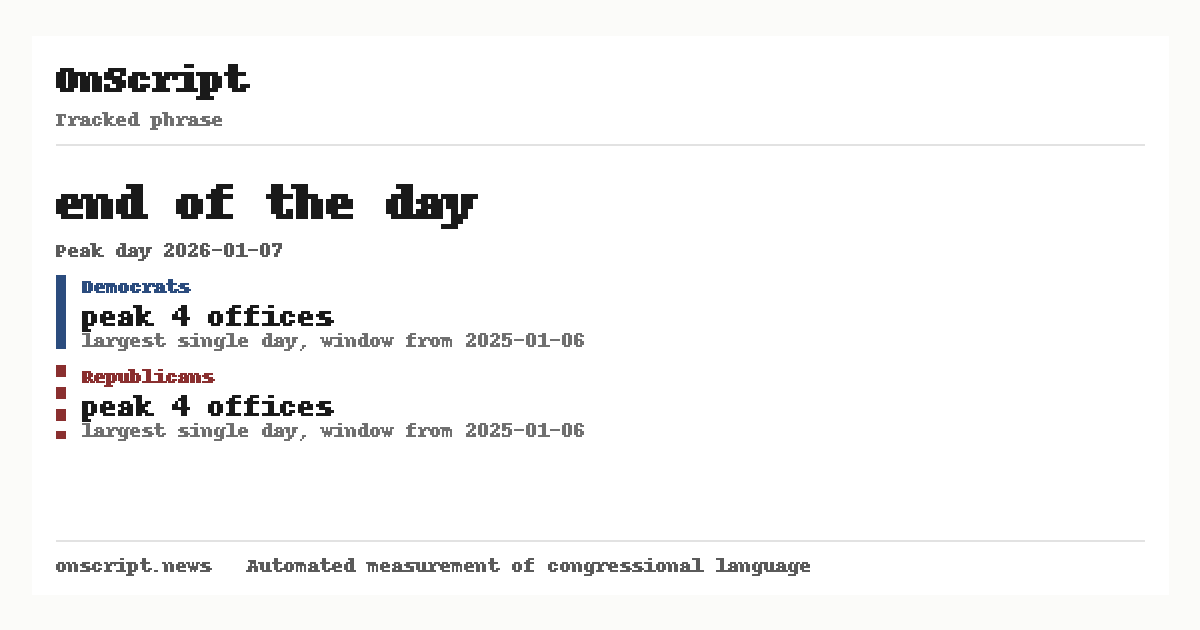 OnScript
Tracked phrase
end of the day
Peak day 2026-01-07
Democrats
peak 4 offices
largest single day, window from 2025-01-06
Republicans
peak 4 offices
largest single day, window from 2025-01-06
onscript.news Automated measurement of congressional language